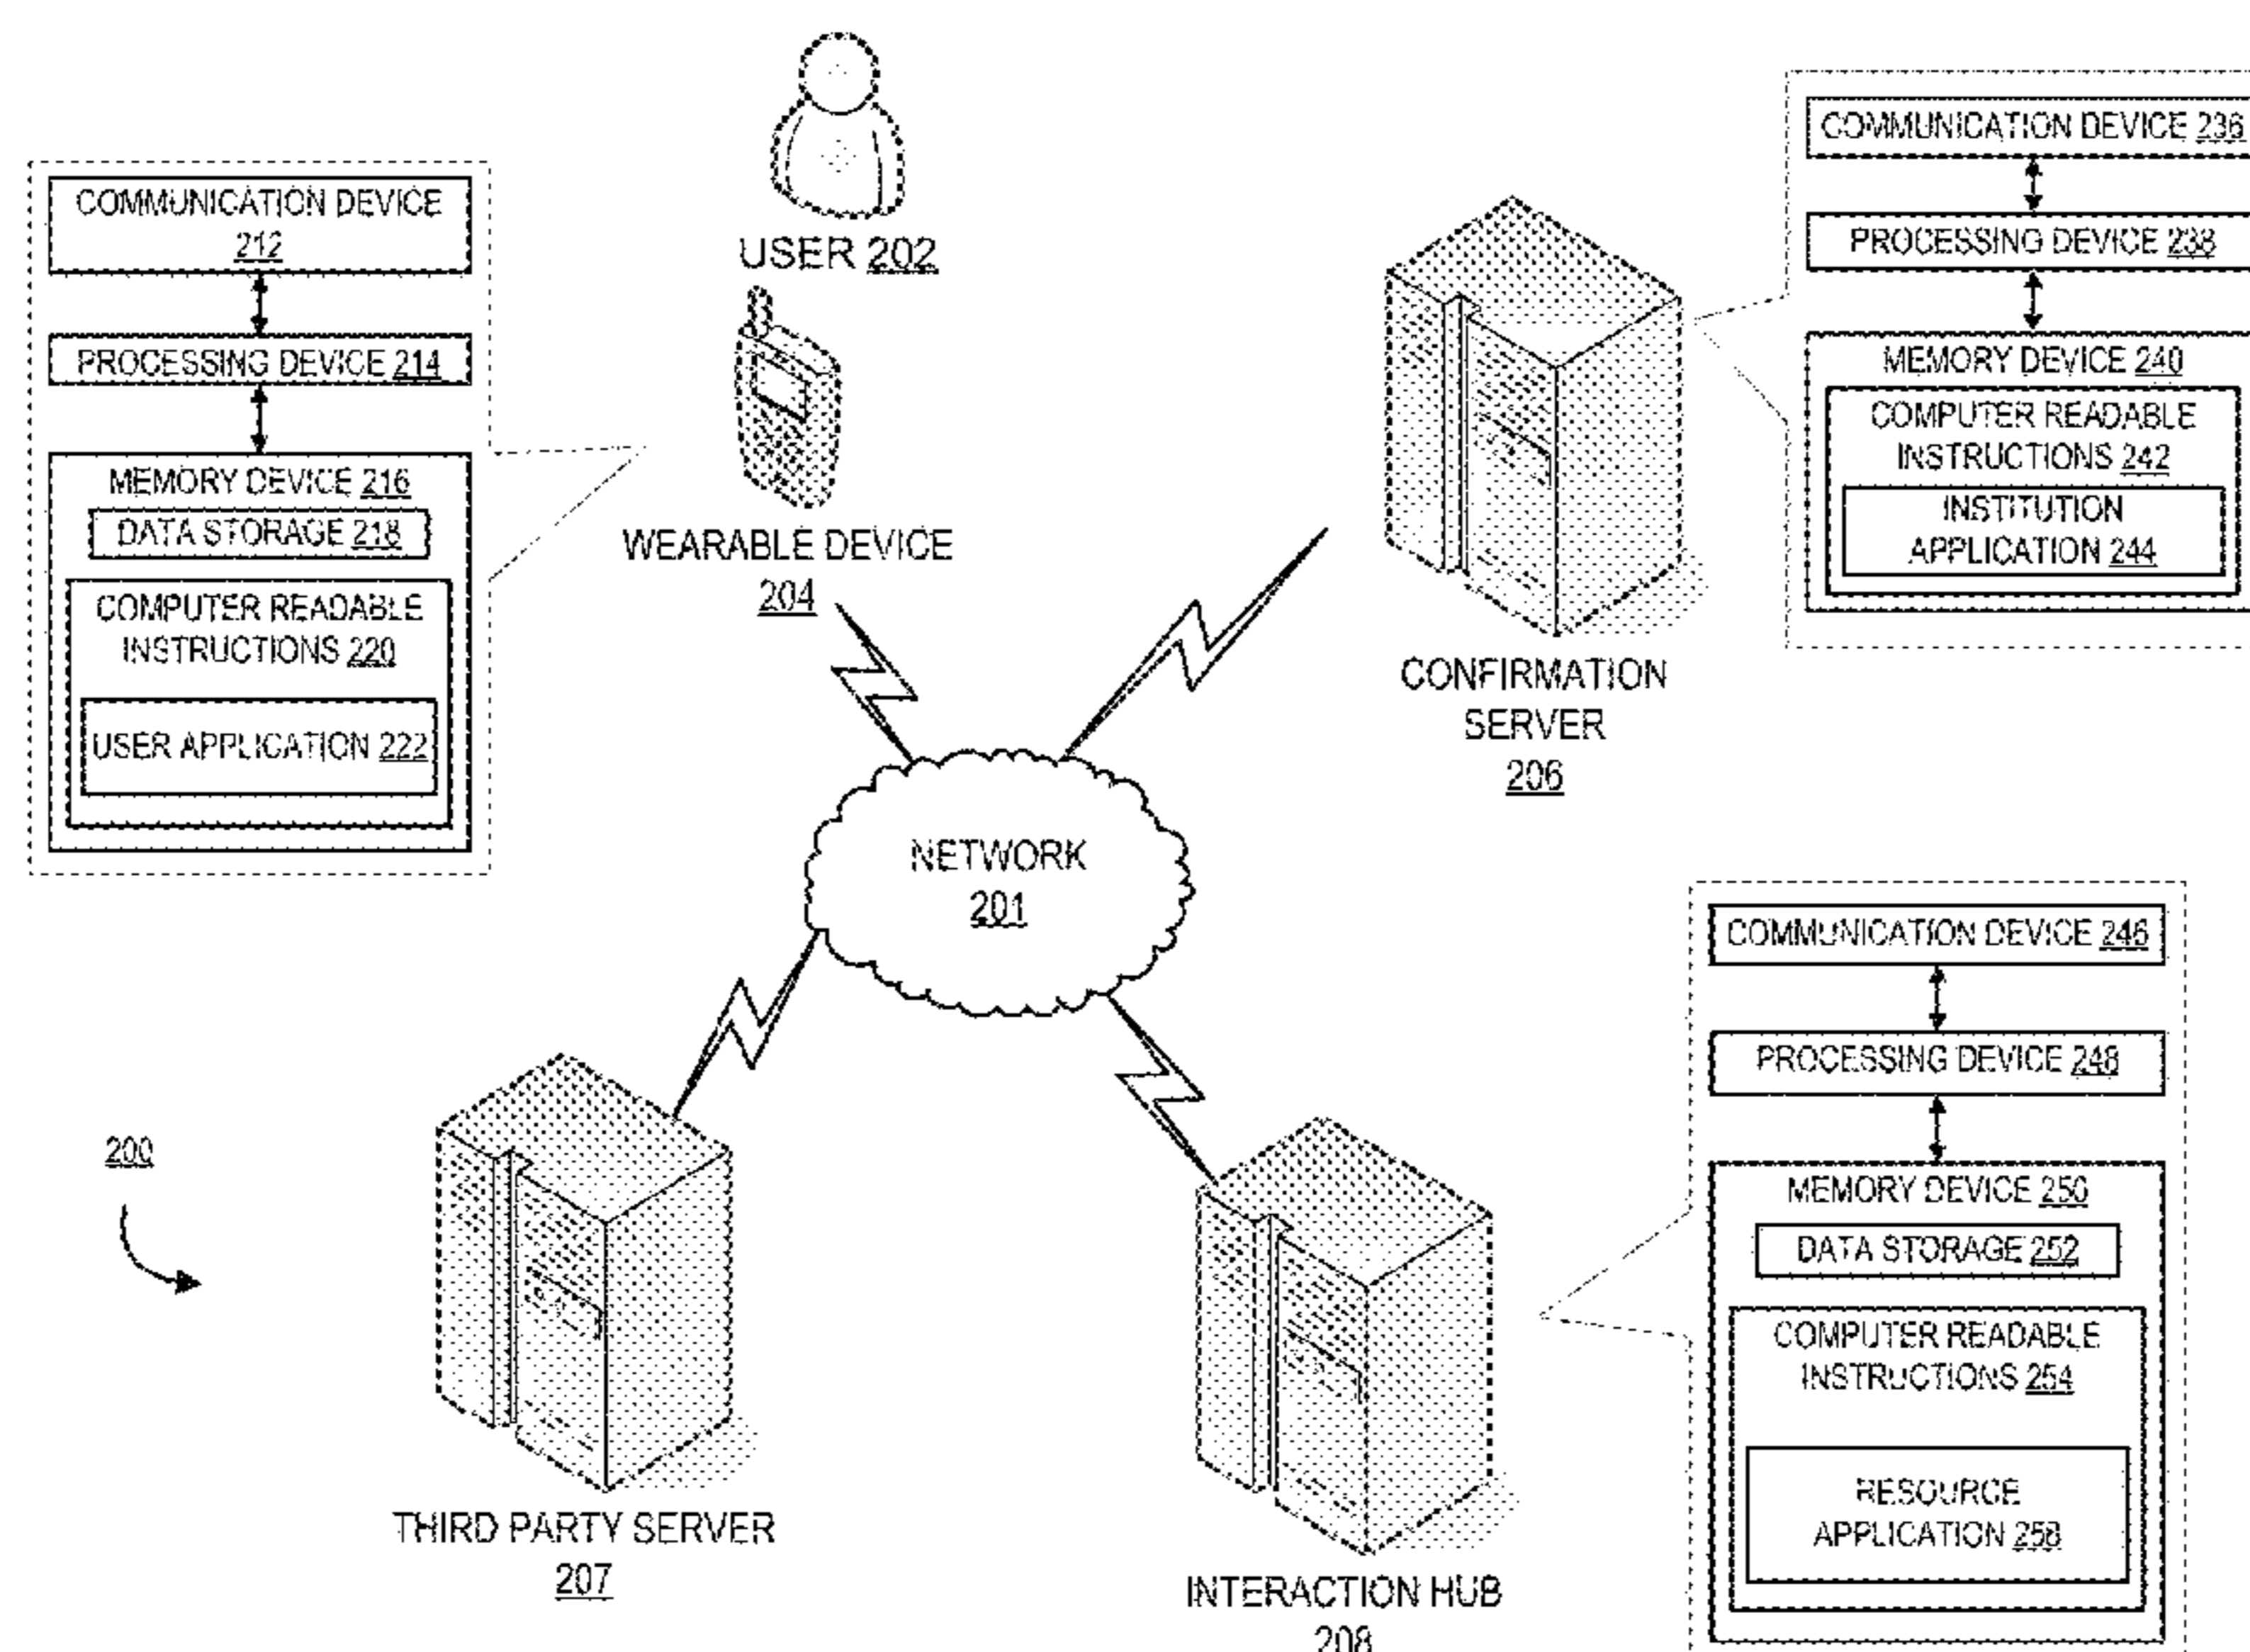 USER 202
COMMUNICATION DEVICE
212
PROCESSING DEVICE 214
MEMORY DEVICE 216
DATA STORAGE 218
COMPUTER READABLE
INSTRUCTIONS 220
USER APPLICATION 222
WEARABLE DEVICE
204
COMMUNICATION DEVICE 236
PROCESSING DEVICE 238
MEMORY DEVICE 240
COMPUTER READABLE
INSTRUCTIONS 242
INSTITUTION
APPLICATION 244
CONFIRMATION
SERVER
206
NETWORK
201
200
THIRD PARTY SERVER
207
INTERACTION HUB
208
COMMUNICATION DEVICE 246
PROCESSING DEVICE 248
MEMORY DEVICE 250
DATA STORAGE 252
COMPUTER READABLE
INSTRUCTIONS 254
RESOURCE
APPLICATION 258